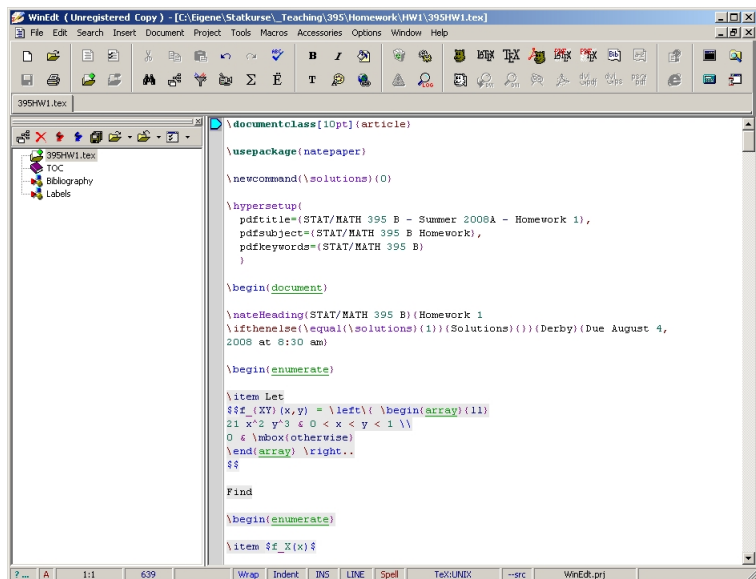 WinEdt ( Unregistered Copy ) - [C:\Eigene\Statkurse\_Teaching\395\Homework\HW1\395HW1.tex]
File Edit Search Insert Document Project Tools Macros Accessories Options Window Help
395HW1.tex
395HW1.tex
TOC
Bibliography
Labels
\documentclass[10pt]{article}
\usepackage{natepaper}
\newcommand{\solutions}{0}
\hypersetup{
pdftitle={STAT/MATH 395 B - Summer 2008A - Homework 1},
pdfsubject={STAT/MATH 395 B Homework},
pdfkeywords={STAT/MATH 395 B}
}
\begin{document}
\nateHeading{STAT/MATH 395 B}{Homework 1
\ifthenelse{\equal{\solutions}{1}}{Solutions}{}}{Derby}{Due August 4,
2008 at 8:30 am}
\begin{enumerate}
\item Let
$$f_{XY}(x,y) = \left\{ \begin{array}{ll}
21 x^2 y^3 & 0 < x < y < 1 \\
0 & \mbox{otherwise}
\end{array} \right..
$$
Find
\begin{enumerate}
\item $f_X(x)$
? ... A 1:1 639 Wrap Indent INS LINE Spell TeX:UNIX --src WinEdt.prj